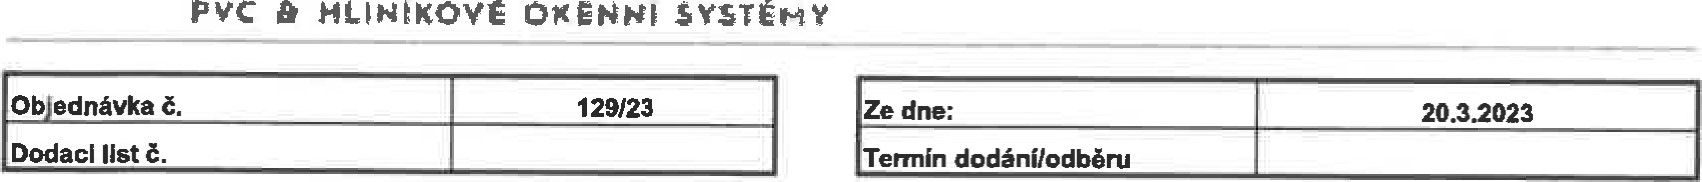 PVC & HLINÍKOVÉ OKENNÍ SYSTÉMY
Objednávka č. 129/23 Ze dne: 20.3.2023
Dodací list č. Termín dodání/odběru